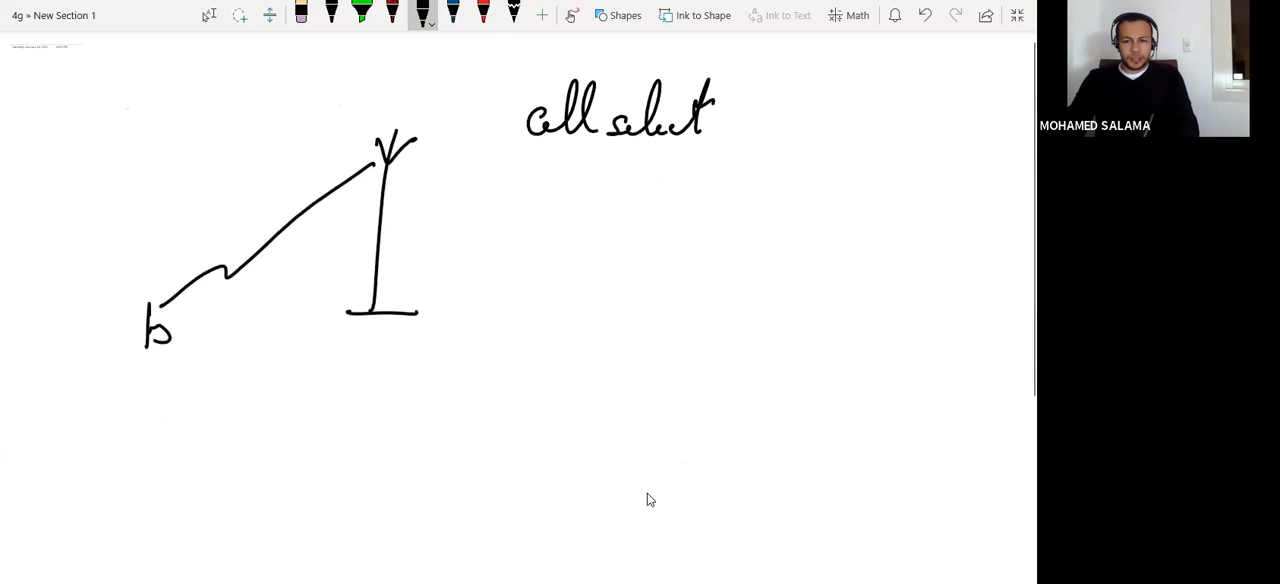 4g » New Section 1
Shapes
Ink to Shape
Ink to Text
Math
cell select
MOHAMED SALAMA